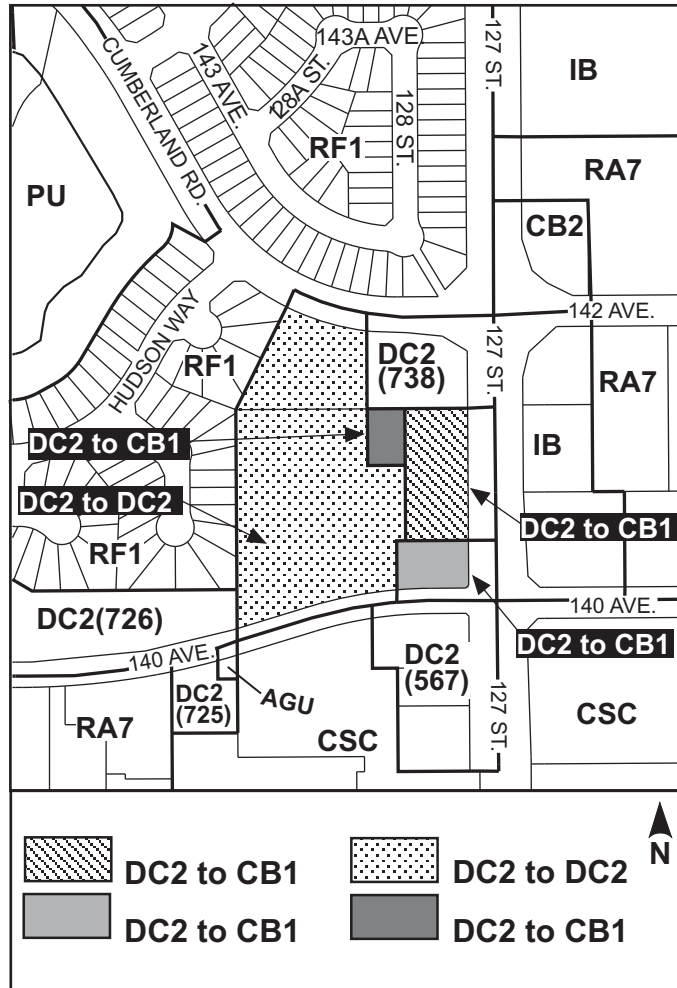 143A AVE.
127 ST.
CUMBERLAND RD.
143 AVE.
128A ST.
128 ST.
IB
RF1
RA7
PU
CB2
142 AVE.
HUDSON WAY
RF1
DC2
(738)
127 ST.
RA7
DC2 to CB1
IB
DC2 to DC2
DC2 to CB1
RF1
140 AVE.
DC2(726)
DC2 to CB1
140 AVE.
DC2
(567)
DC2
(725)
AGU
127 ST.
CSC
RA7
CSC
N
DC2 to CB1
DC2 to DC2
DC2 to CB1
DC2 to CB1